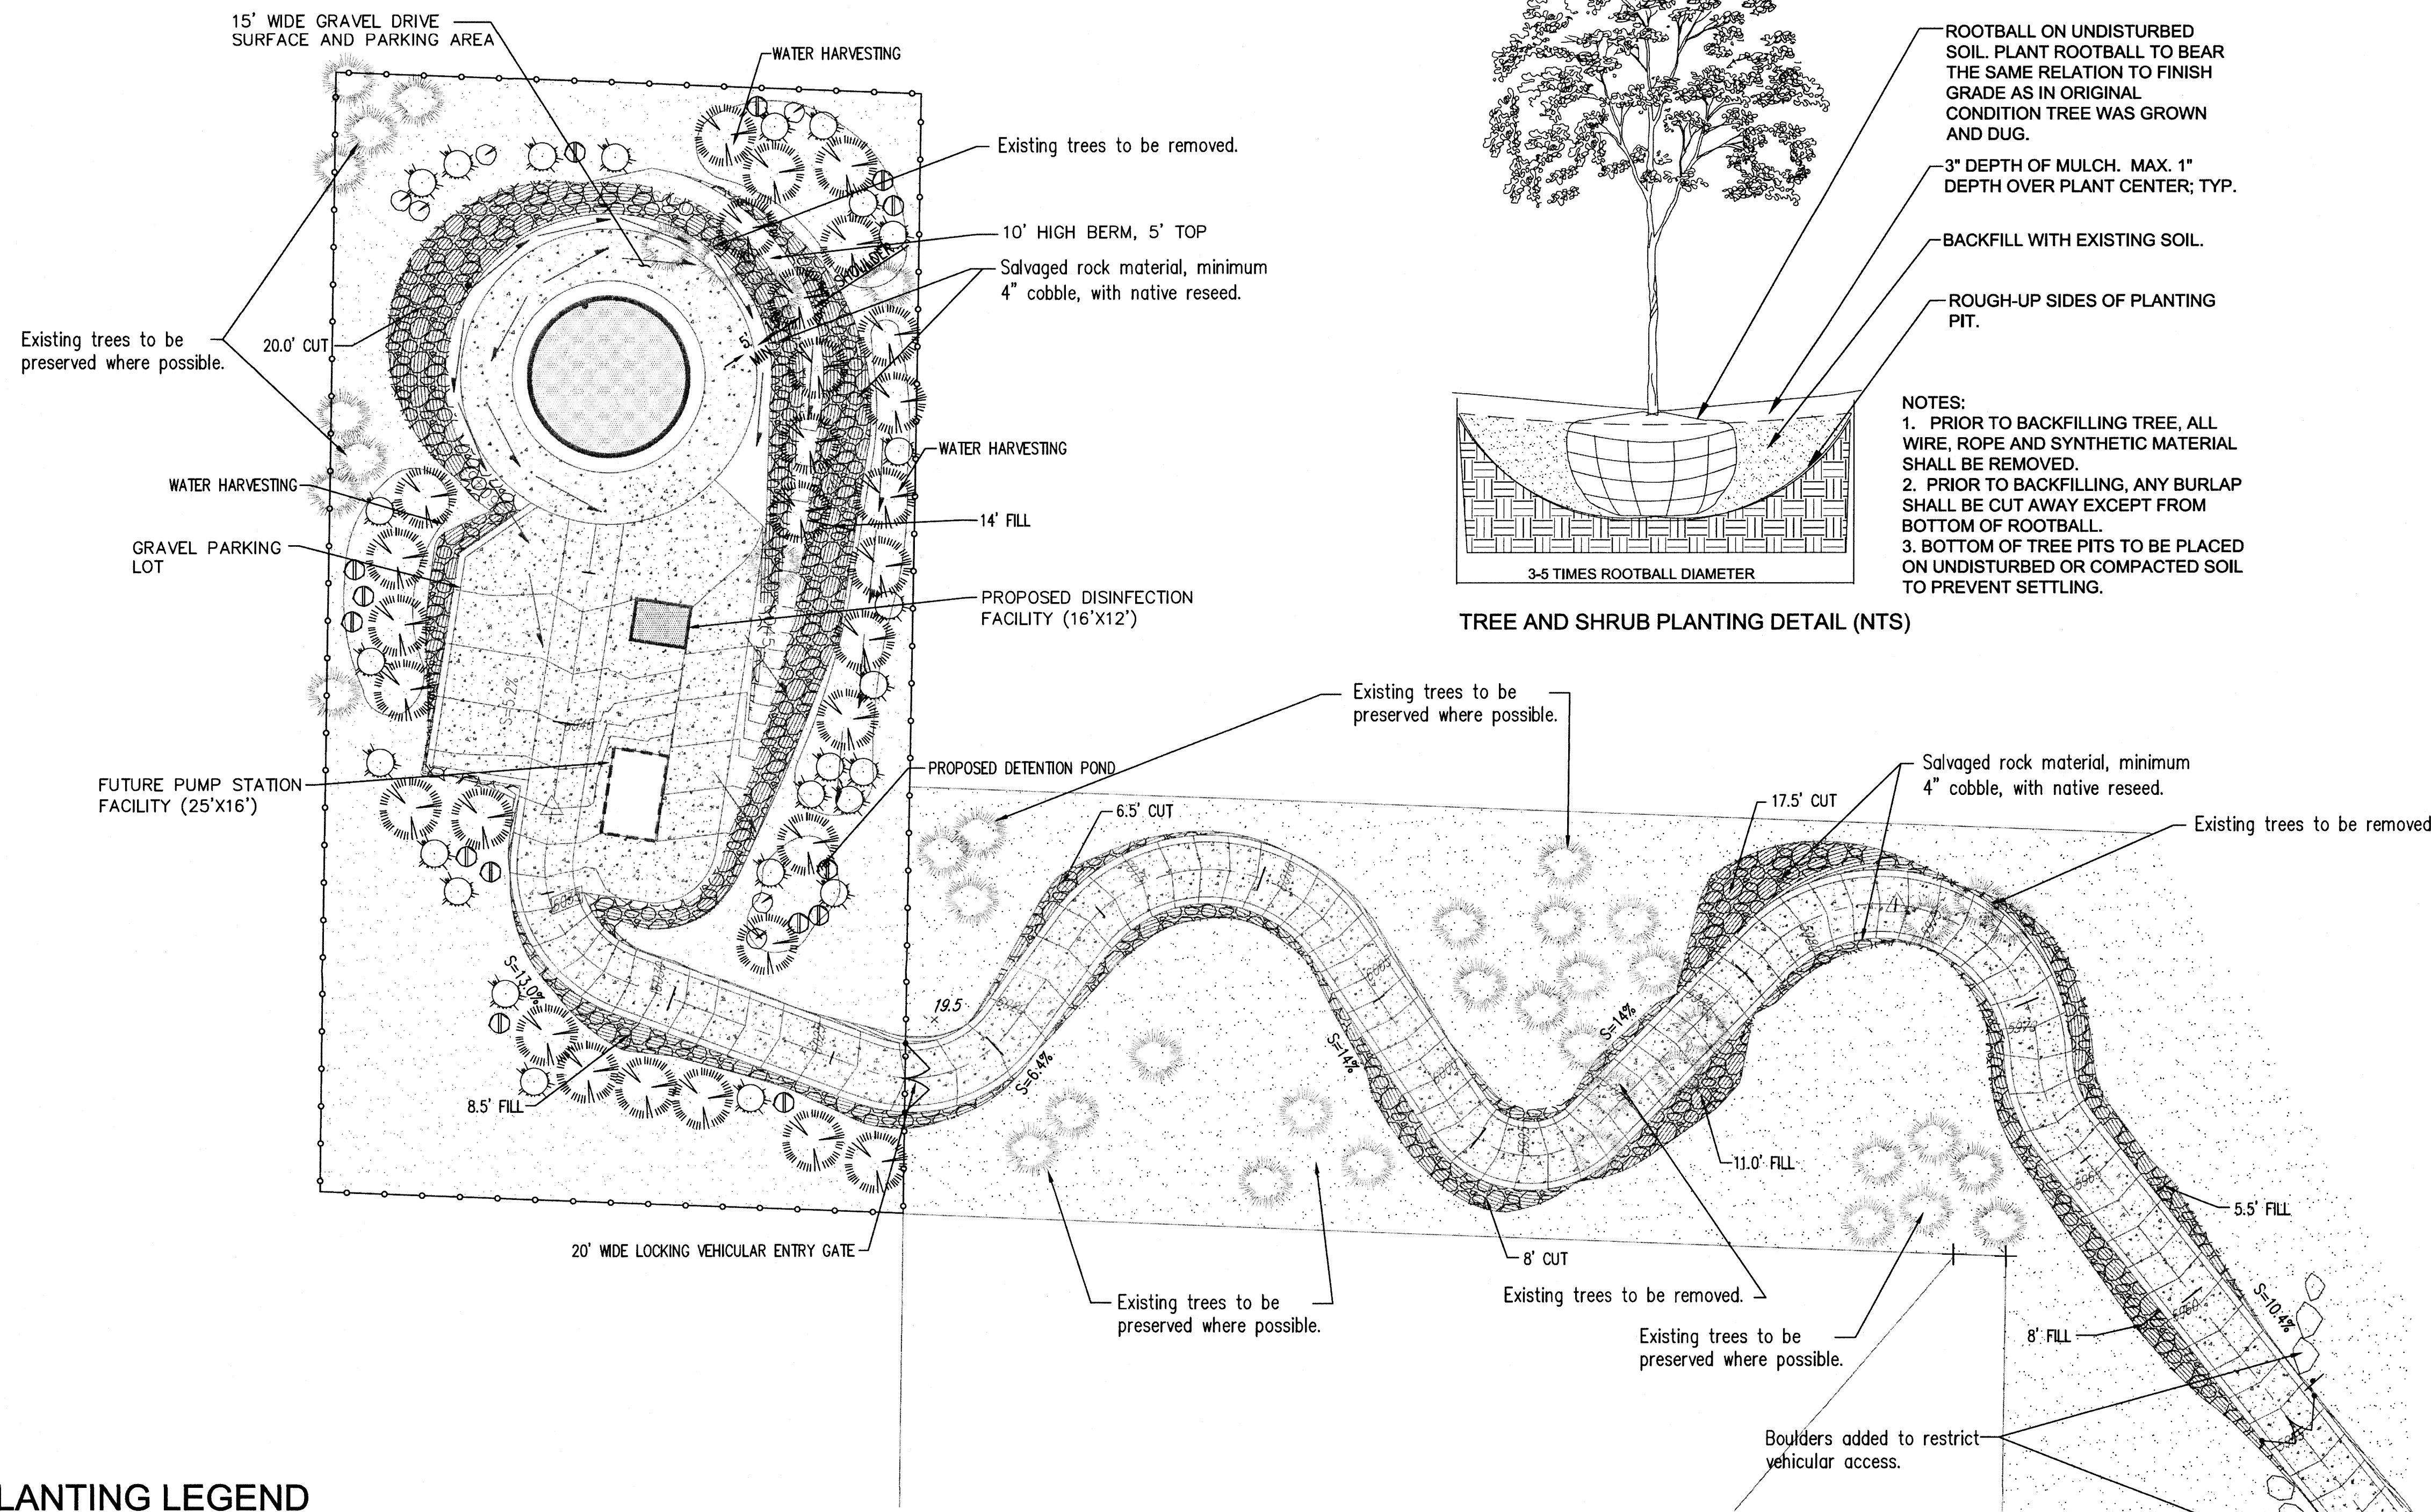 15' WIDE GRAVEL DRIVE
SURFACE AND PARKING AREA
WATER HARVESTING
Existing trees to be removed.
10' HIGH BERM, 5' TOP
SHOULDER
Salvaged rock material, minimum
4" cobble, with native reseed.
5'
MIN
Existing trees to be
preserved where possible.
20.0' CUT
WATER HARVESTING
WATER HARVESTING
14' FILL
GRAVEL PARKING
LOT
PROPOSED DISINFECTION
FACILITY (16'X12')
S=5.2%
FUTURE PUMP STATION
FACILITY (25'X16')
PROPOSED DETENTION POND
S=13.0%
8.5' FILL
20' WIDE LOCKING VEHICULAR ENTRY GATE
ROOTBALL ON UNDISTURBED
SOIL. PLANT ROOTBALL TO BEAR
THE SAME RELATION TO FINISH
GRADE AS IN ORIGINAL
CONDITION TREE WAS GROWN
AND DUG.
3" DEPTH OF MULCH. MAX. 1"
DEPTH OVER PLANT CENTER; TYP.
BACKFILL WITH EXISTING SOIL.
ROUGH-UP SIDES OF PLANTING
PIT.
NOTES:
1. PRIOR TO BACKFILLING TREE, ALL
WIRE, ROPE AND SYNTHETIC MATERIAL
SHALL BE REMOVED.
2. PRIOR TO BACKFILLING, ANY BURLAP
SHALL BE CUT AWAY EXCEPT FROM
BOTTOM OF ROOTBALL.
3. BOTTOM OF TREE PITS TO BE PLACED
ON UNDISTURBED OR COMPACTED SOIL
TO PREVENT SETTLING.
3-5 TIMES ROOTBALL DIAMETER
TREE AND SHRUB PLANTING DETAIL (NTS)
Existing trees to be
preserved where possible.
6.5' CUT
17.5' CUT
Salvaged rock material, minimum
4" cobble, with native reseed.
Existing trees to be removed
19.5
S=6.4%
S=14%
S=14%
5975
5965
5960
11.0' FILL
5.5' FILL
8' CUT
Existing trees to be removed.
Existing trees to be
preserved where possible.
Existing trees to be
preserved where possible.
8' FILL
S=10.4%
Boulders added to restrict
vehicular access.
LANTING LEGEND